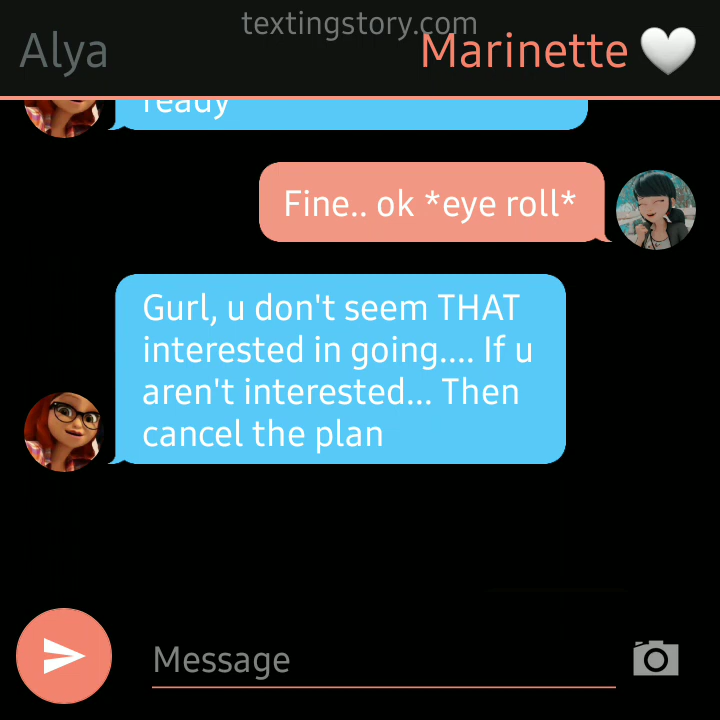 textingstory.com
Alya
Marinette
ready
Fine.. ok *eye roll*
Gurl, u don't seem THAT
interested in going.... If u
aren't interested... Then
cancel the plan
Message